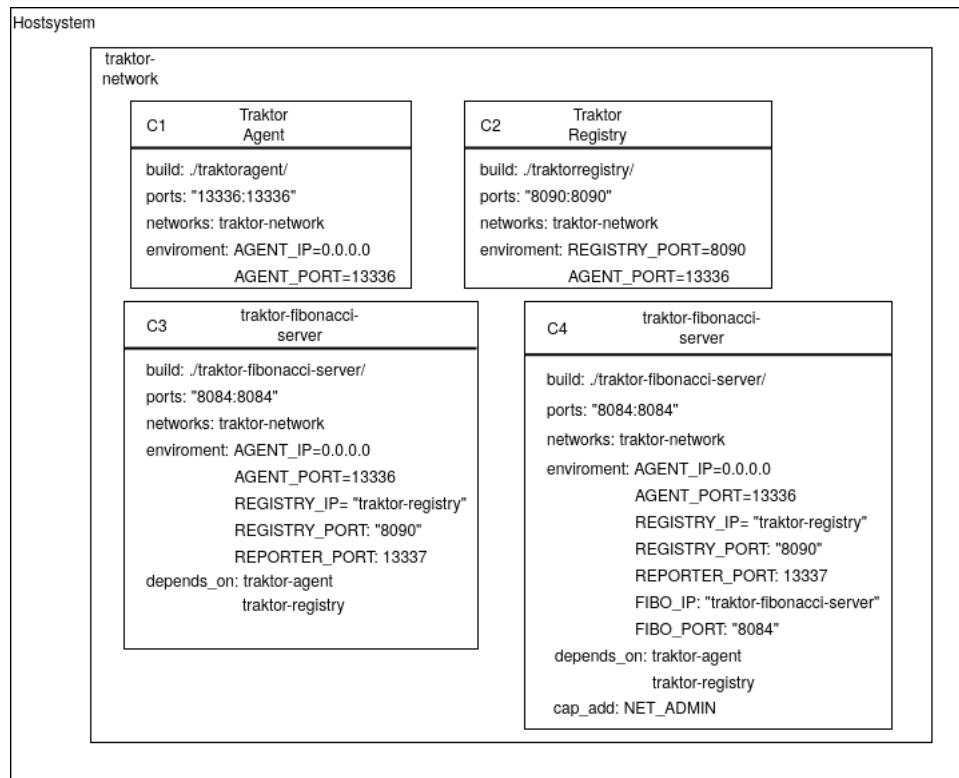 Hostsystem
traktor-
network
C1
Traktor
Agent
build: ./traktoragent/
ports: "13336:13336"
networks: traktor-network
enviroment: AGENT_IP=0.0.0.0
AGENT_PORT=13336
C2
Traktor
Registry
build: ./traktorregistry/
ports: "8090:8090"
networks: traktor-network
enviroment: REGISTRY_PORT=8090
AGENT_PORT=13336
C3
traktor-fibonacci-
server
build: ./traktor-fibonacci-server/
ports: "8084:8084"
networks: traktor-network
enviroment: AGENT_IP=0.0.0.0
AGENT_PORT=13336
REGISTRY_IP= "traktor-registry"
REGISTRY_PORT: "8090"
REPORTER_PORT: 13337
depends_on: traktor-agent
traktor-registry
C4
traktor-fibonacci-
server
build: ./traktor-fibonacci-server/
ports: "8084:8084"
networks: traktor-network
enviroment: AGENT_IP=0.0.0.0
AGENT_PORT=13336
REGISTRY_IP= "traktor-registry"
REGISTRY_PORT: "8090"
REPORTER_PORT: 13337
FIBO_IP: "traktor-fibonacci-server"
FIBO_PORT: "8084"
depends_on: traktor-agent
traktor-registry
cap_add: NET_ADMIN